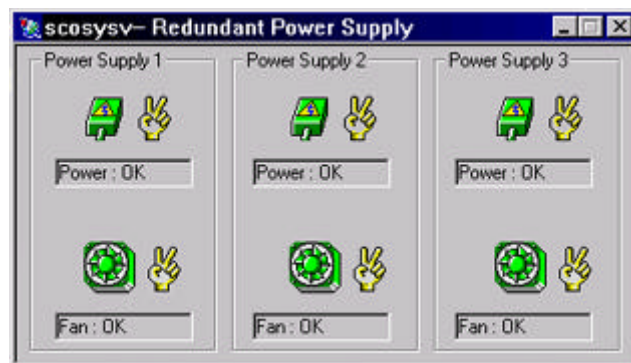 scosysv– Redundant Power Supply
Power Supply 1
Power : OK
Fan : OK
Power Supply 2
Power : OK
Fan : OK
Power Supply 3
Power : OK
Fan : OK